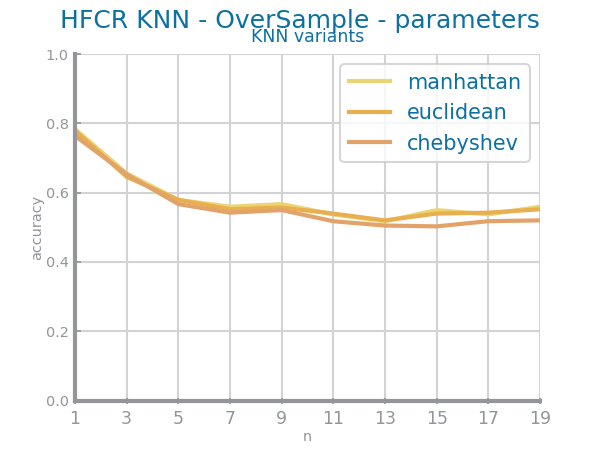 HFCR KNN - OverSample - parameters
KNN variants
manhattan
euclidean
chebyshev
accuracy
1.0
0.8
0.6
0.4
0.2
0.0
1 3 5 7 9 11 13 15 17 19
n